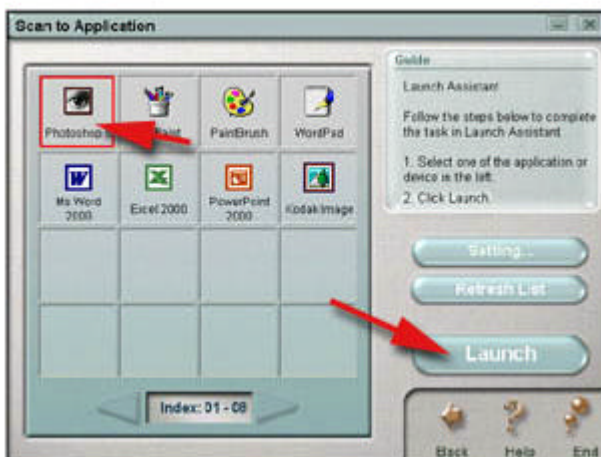 Scan to Application
Guide
Launch Assistant
Follow the steps below to complete
the task in Launch Assistant
1. Select one of the application or
device in the left.
2. Click Launch.
Photoshop
Paint
PaintBrush
WordPad
Ms Word
2000
Excel 2000
PowerPoint
2000
Kodak Image
Setting...
Refresh List
Launch
Index: 01 - 08
Back
Help
End